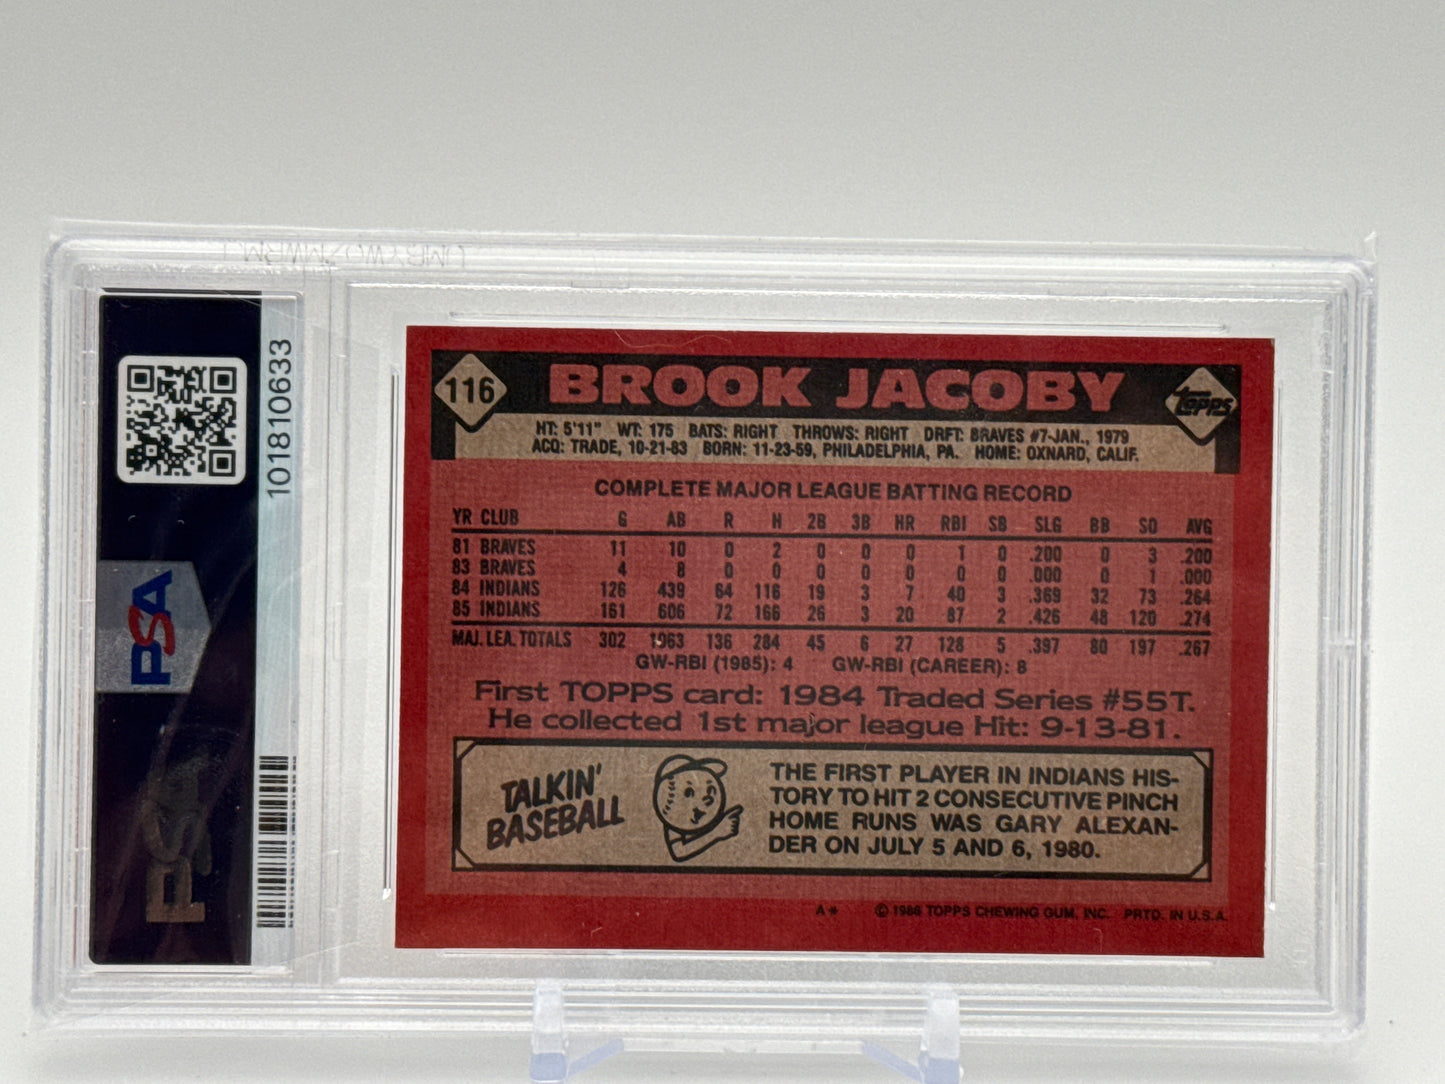 116
BROOK JACOBY
TOPPS
HT: 5'11" WT: 175 BATS: RIGHT THROWS: RIGHT DRFT: BRAVES #7-JAN., 1979
ACQ: TRADE, 10-21-83 BORN: 11-23-59, PHILADELPHIA, PA. HOME: OXNARD, CALIF.
COMPLETE MAJOR LEAGUE BATTING RECORD
YR CLUB G AB R H 2B 3B HR RBI SB SLG BB SO AVG
81 BRAVES 11 10 0 2 0 0 0 1 0 .200 0 3 .200
83 BRAVES 4 8 0 0 0 0 0 0 0 .000 0 1 .000
84 INDIANS 126 439 64 116 19 3 7 40 3 .369 32 73 .264
85 INDIANS 161 606 72 166 26 3 20 87 2 .426 48 120 .274
MAJ. LEA. TOTALS 302 1063 136 284 45 6 27 128 5 .397 80 197 .267
GW-RBI (1985): 4 GW-RBI (CAREER): 8
First TOPPS card: 1984 Traded Series #55T.
He collected 1st major league Hit: 9-13-81.
TALKIN'
BASEBALL
THE FIRST PLAYER IN INDIANS HIS-
TORY TO HIT 2 CONSECUTIVE PINCH
HOME RUNS WAS GARY ALEXAN-
DER ON JULY 5 AND 6, 1980.
A* © 1986 TOPPS CHEWING GUM, INC. PRTD. IN U.S.A.
101810633
PSA
PSA